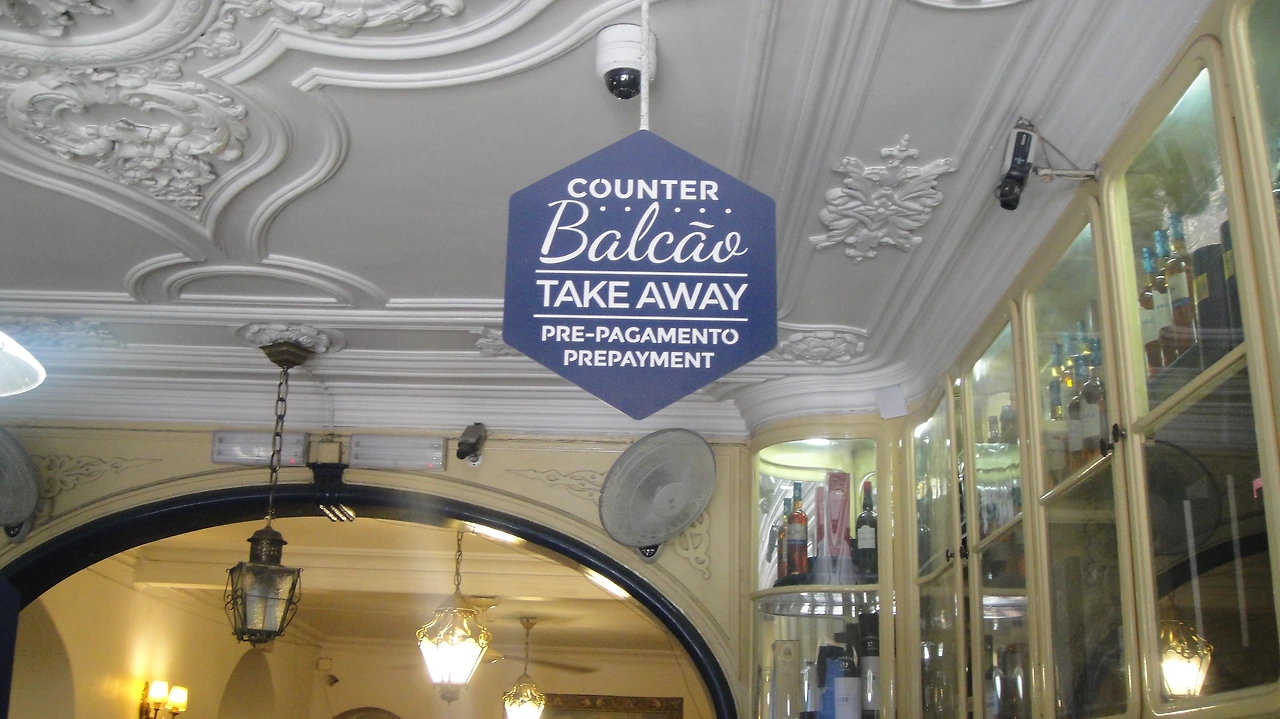 COUNTER
Balcão
TAKE AWAY
PRE-PAGAMENTO
PREPAYMENT